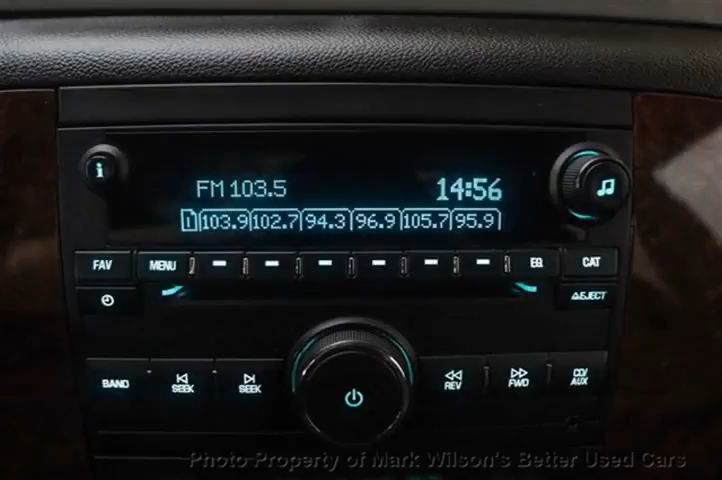 i
FM 103.5 14:56
1 103.9 102.7 94.3 96.9 105.7 95.9
FAV MENU EQ CAT
EJECT
BAND SEEK SEEK REV FWD CD/AUX
Photo Property of Mark Wilson's Better Used Cars